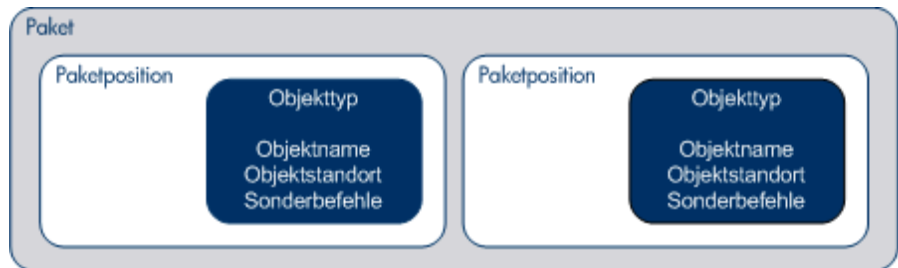 Paket
Paketposition
Objekttyp
Objektname
Objektstandort
Sonderbefehle
Paketposition
Objekttyp
Objektname
Objektstandort
Sonderbefehle